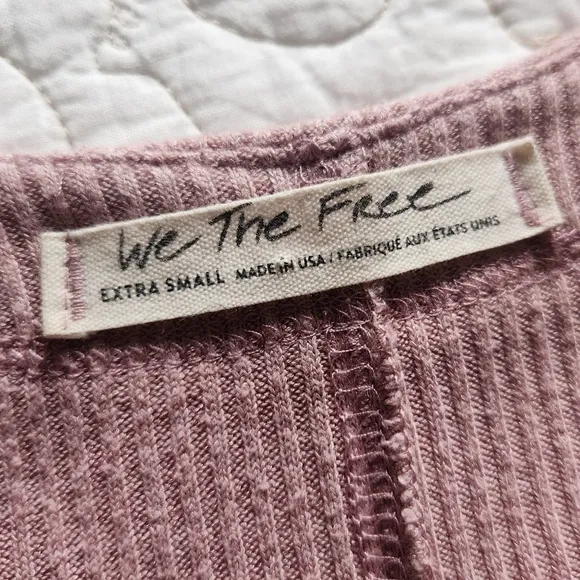 We The Free
EXTRA SMALL MADE IN USA / FABRIQUÉ AUX ÉTATS UNIS